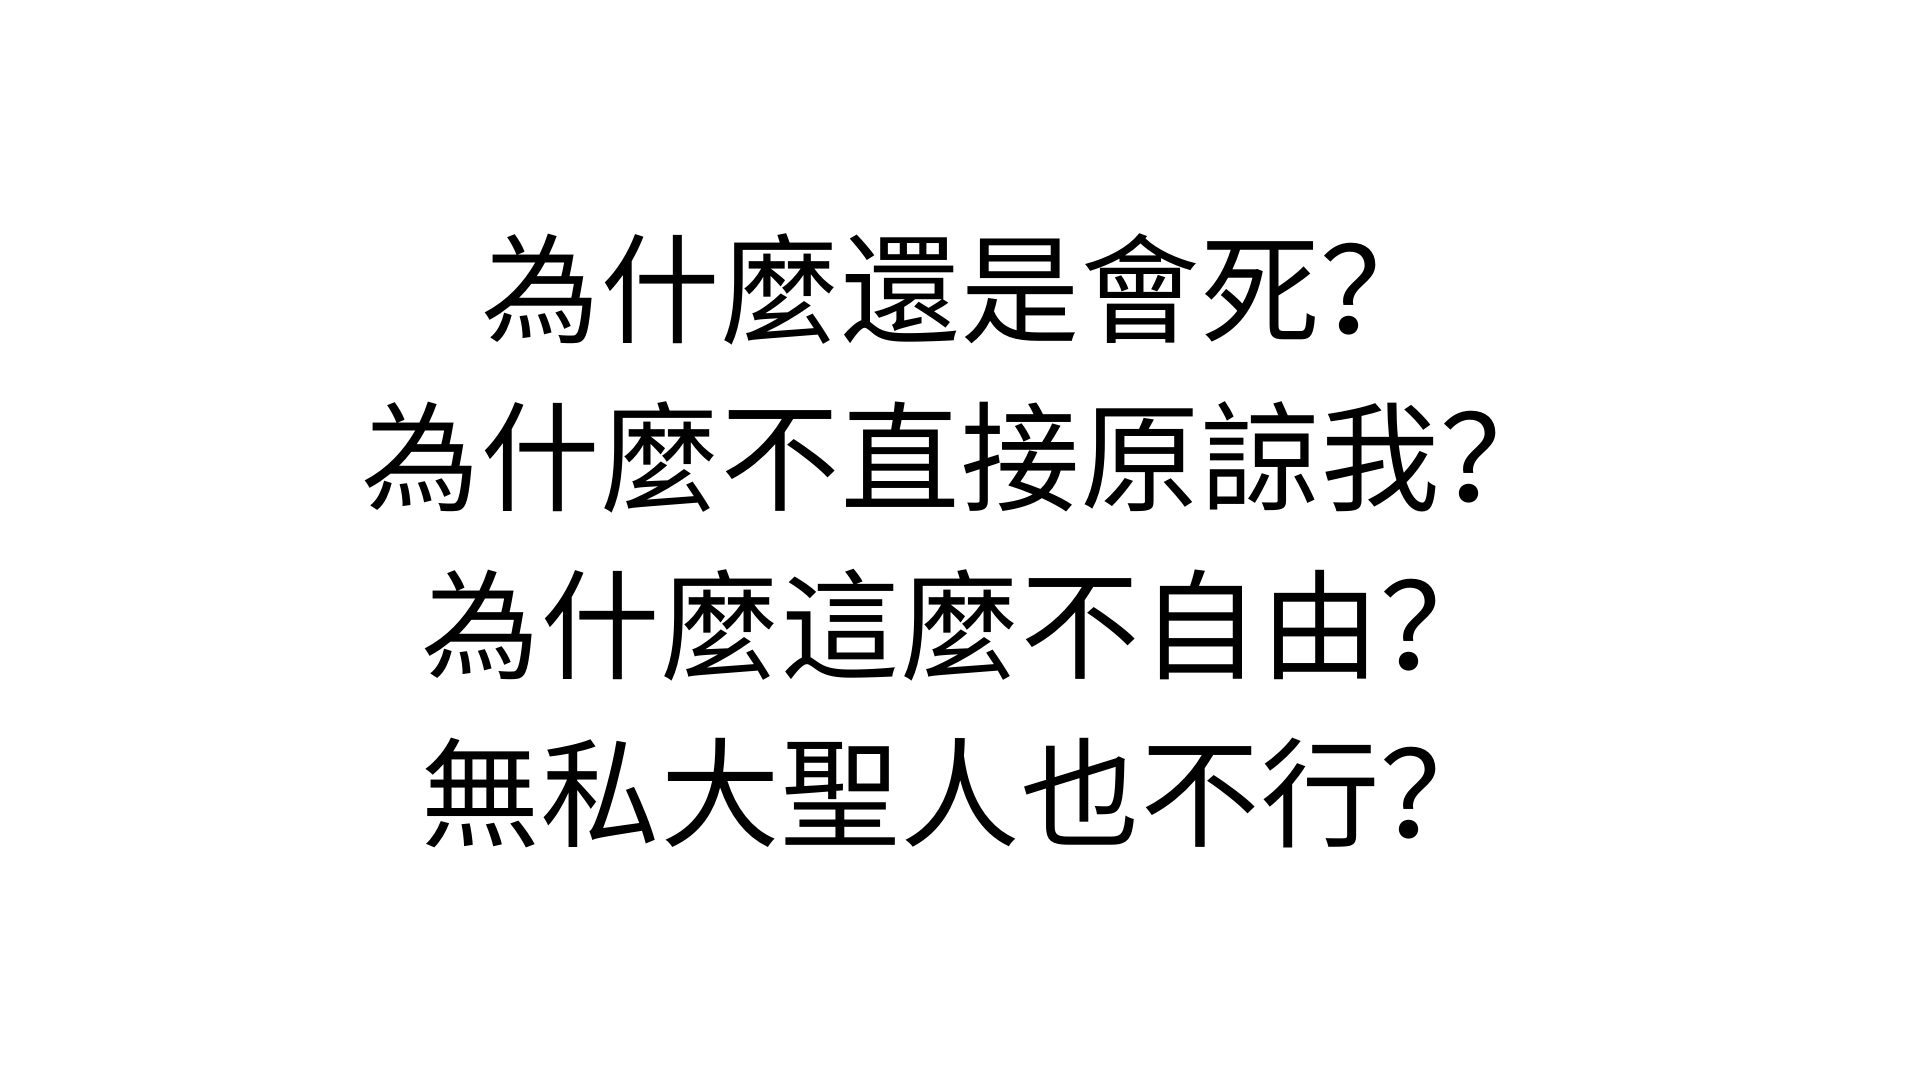 為什麼還是會死？
為什麼不直接原諒我？
為什麼這麼不自由？
無私大聖人也不行？